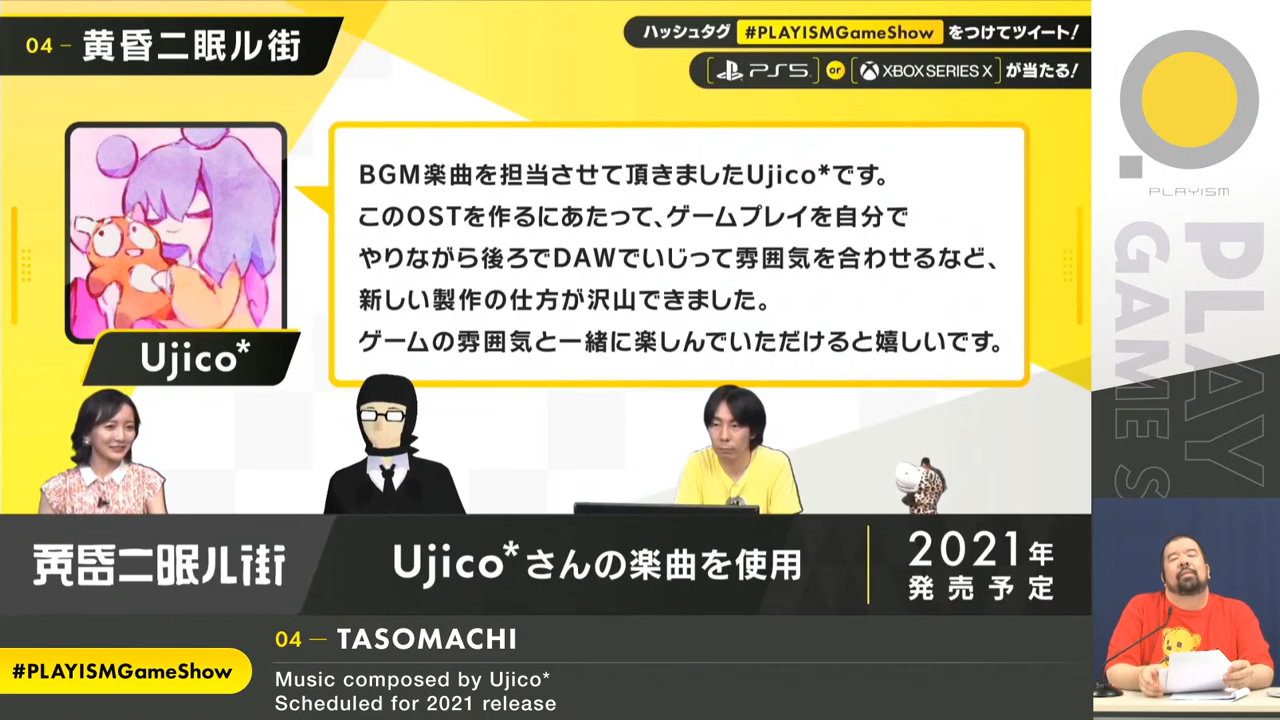 04 – 黄昏ニ眠ル街
ハッシュタグ #PLAYISMGameShow をつけてツイート!
PS5 or XBOX SERIES X が当たる!
BGM楽曲を担当させて頂きましたUjico*です。
このOSTを作るにあたって、ゲームプレイを自分で
やりながら後ろでDAWでいじって雰囲気を合わせるなど、
新しい製作の仕方が沢山できました。
ゲームの雰囲気と一緒に楽しんでいただけると嬉しいです。
Ujico*
PLAYISM
PLAY
GAME S
黄昏ニ眠ル街
Ujico*さんの楽曲を使用
2021年
発売予定
04 — TASOMACHI
#PLAYISMGameShow
Music composed by Ujico*
Scheduled for 2021 release